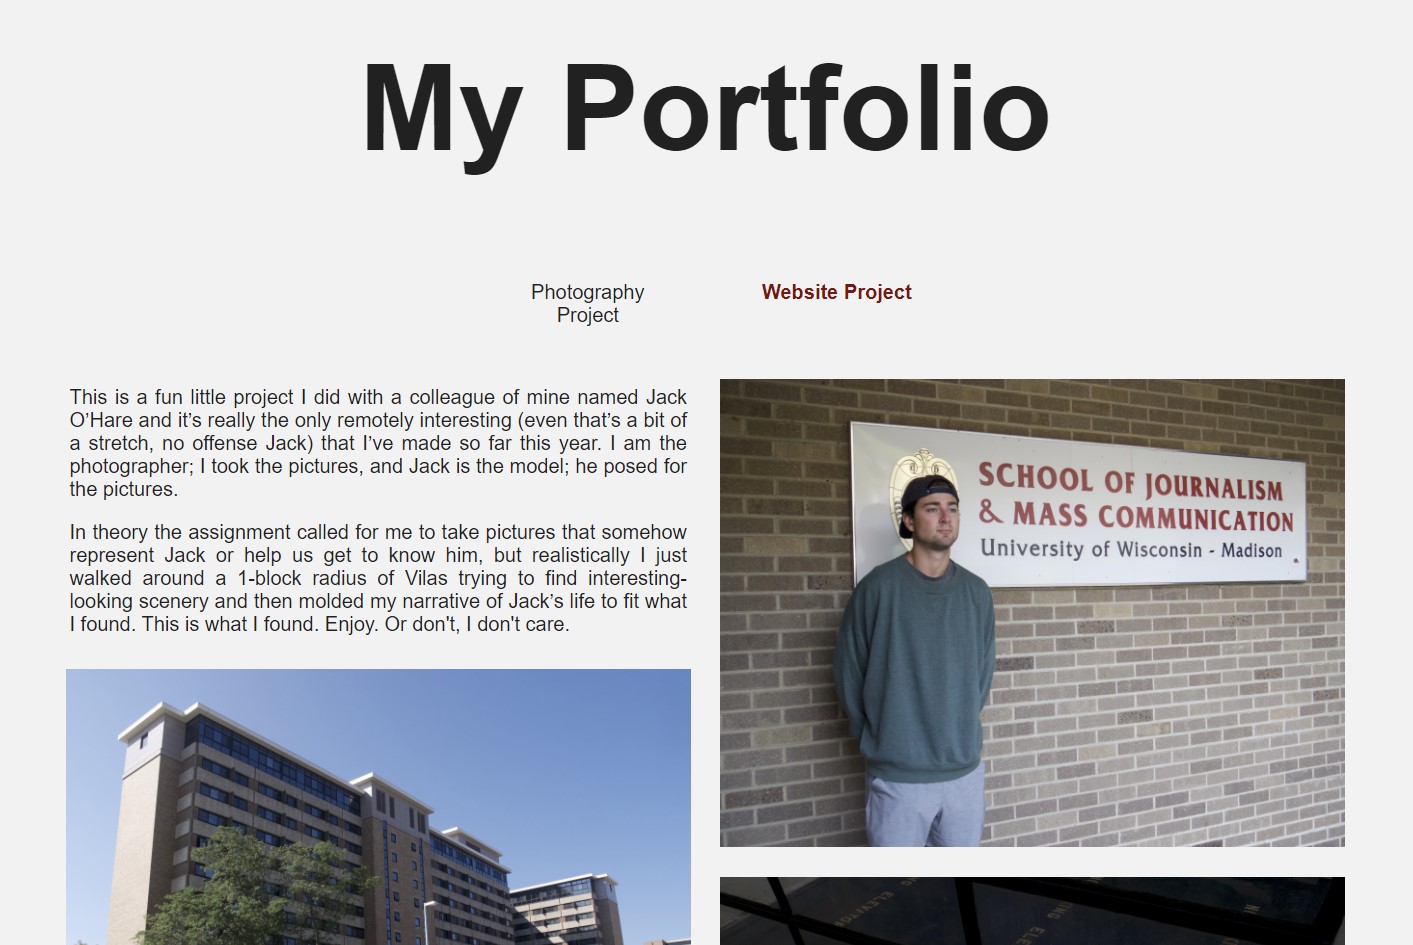 My Portfolio
Photography
Project
Website Project
This is a fun little project I did with a colleague of mine named Jack
O’Hare and it’s really the only remotely interesting (even that’s a bit of
a stretch, no offense Jack) that I’ve made so far this year. I am the
photographer; I took the pictures, and Jack is the model; he posed for
the pictures.
In theory the assignment called for me to take pictures that somehow
represent Jack or help us get to know him, but realistically I just
walked around a 1-block radius of Vilas trying to find interesting-
looking scenery and then molded my narrative of Jack’s life to fit what
I found. This is what I found. Enjoy. Or don't, I don't care.
SCHOOL OF JOURNALISM
& MASS COMMUNICATION
University of Wisconsin - Madison